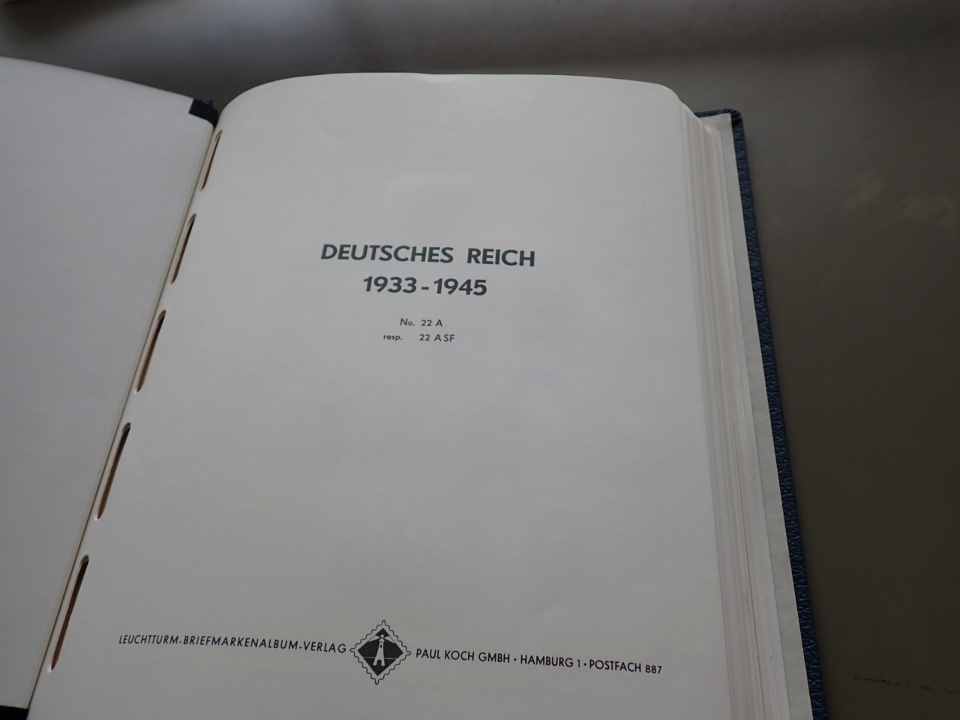 DEUTSCHES REICH
1933 - 1945
No. 22 A
resp. 22 A SF
LEUCHTTURM-BRIEFMARKENALBUM-VERLAG PAUL KOCH GMBH · HAMBURG 1 · POSTFACH 887